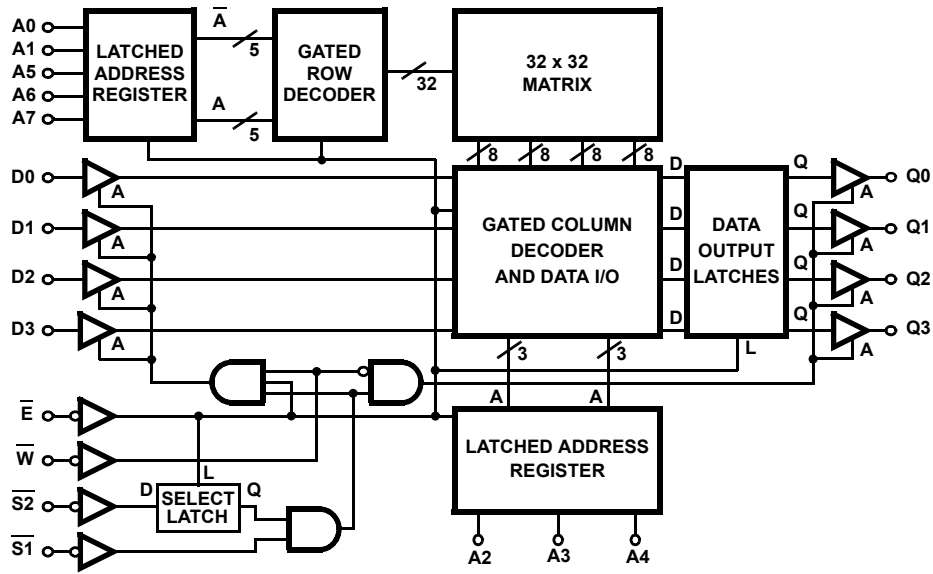 A0
A1
A5
A6
A7
LATCHED
ADDRESS
REGISTER
A̅
5
A
5
GATED
ROW
DECODER
32
32 x 32
MATRIX
8
8
8
8
D0
A
D1
A
D2
A
D3
A
GATED COLUMN
DECODER
AND DATA I/O
D
D
D
D
DATA
OUTPUT
LATCHES
L
Q
Q
Q
Q
A
A
A
A
Q0
Q1
Q2
Q3
3
3
A
A
E̅
W̅
S̅2̅
S̅1̅
L
D
SELECT
LATCH
Q
LATCHED ADDRESS
REGISTER
A2
A3
A4